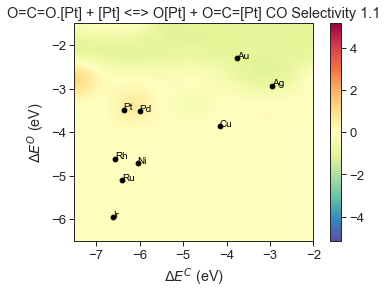 O=C=O.[Pt] + [Pt] <=> O[Pt] + O=C=[Pt] CO Selectivity 1.1
−2
−3
−4
−5
−6
ΔE^O (eV)
Au
Ag
Pt
Pd
Cu
Rh
Ni
Ru
Ir
−7
−6
−5
−4
−3
−2
ΔE^C (eV)
4
2
0
−2
−4